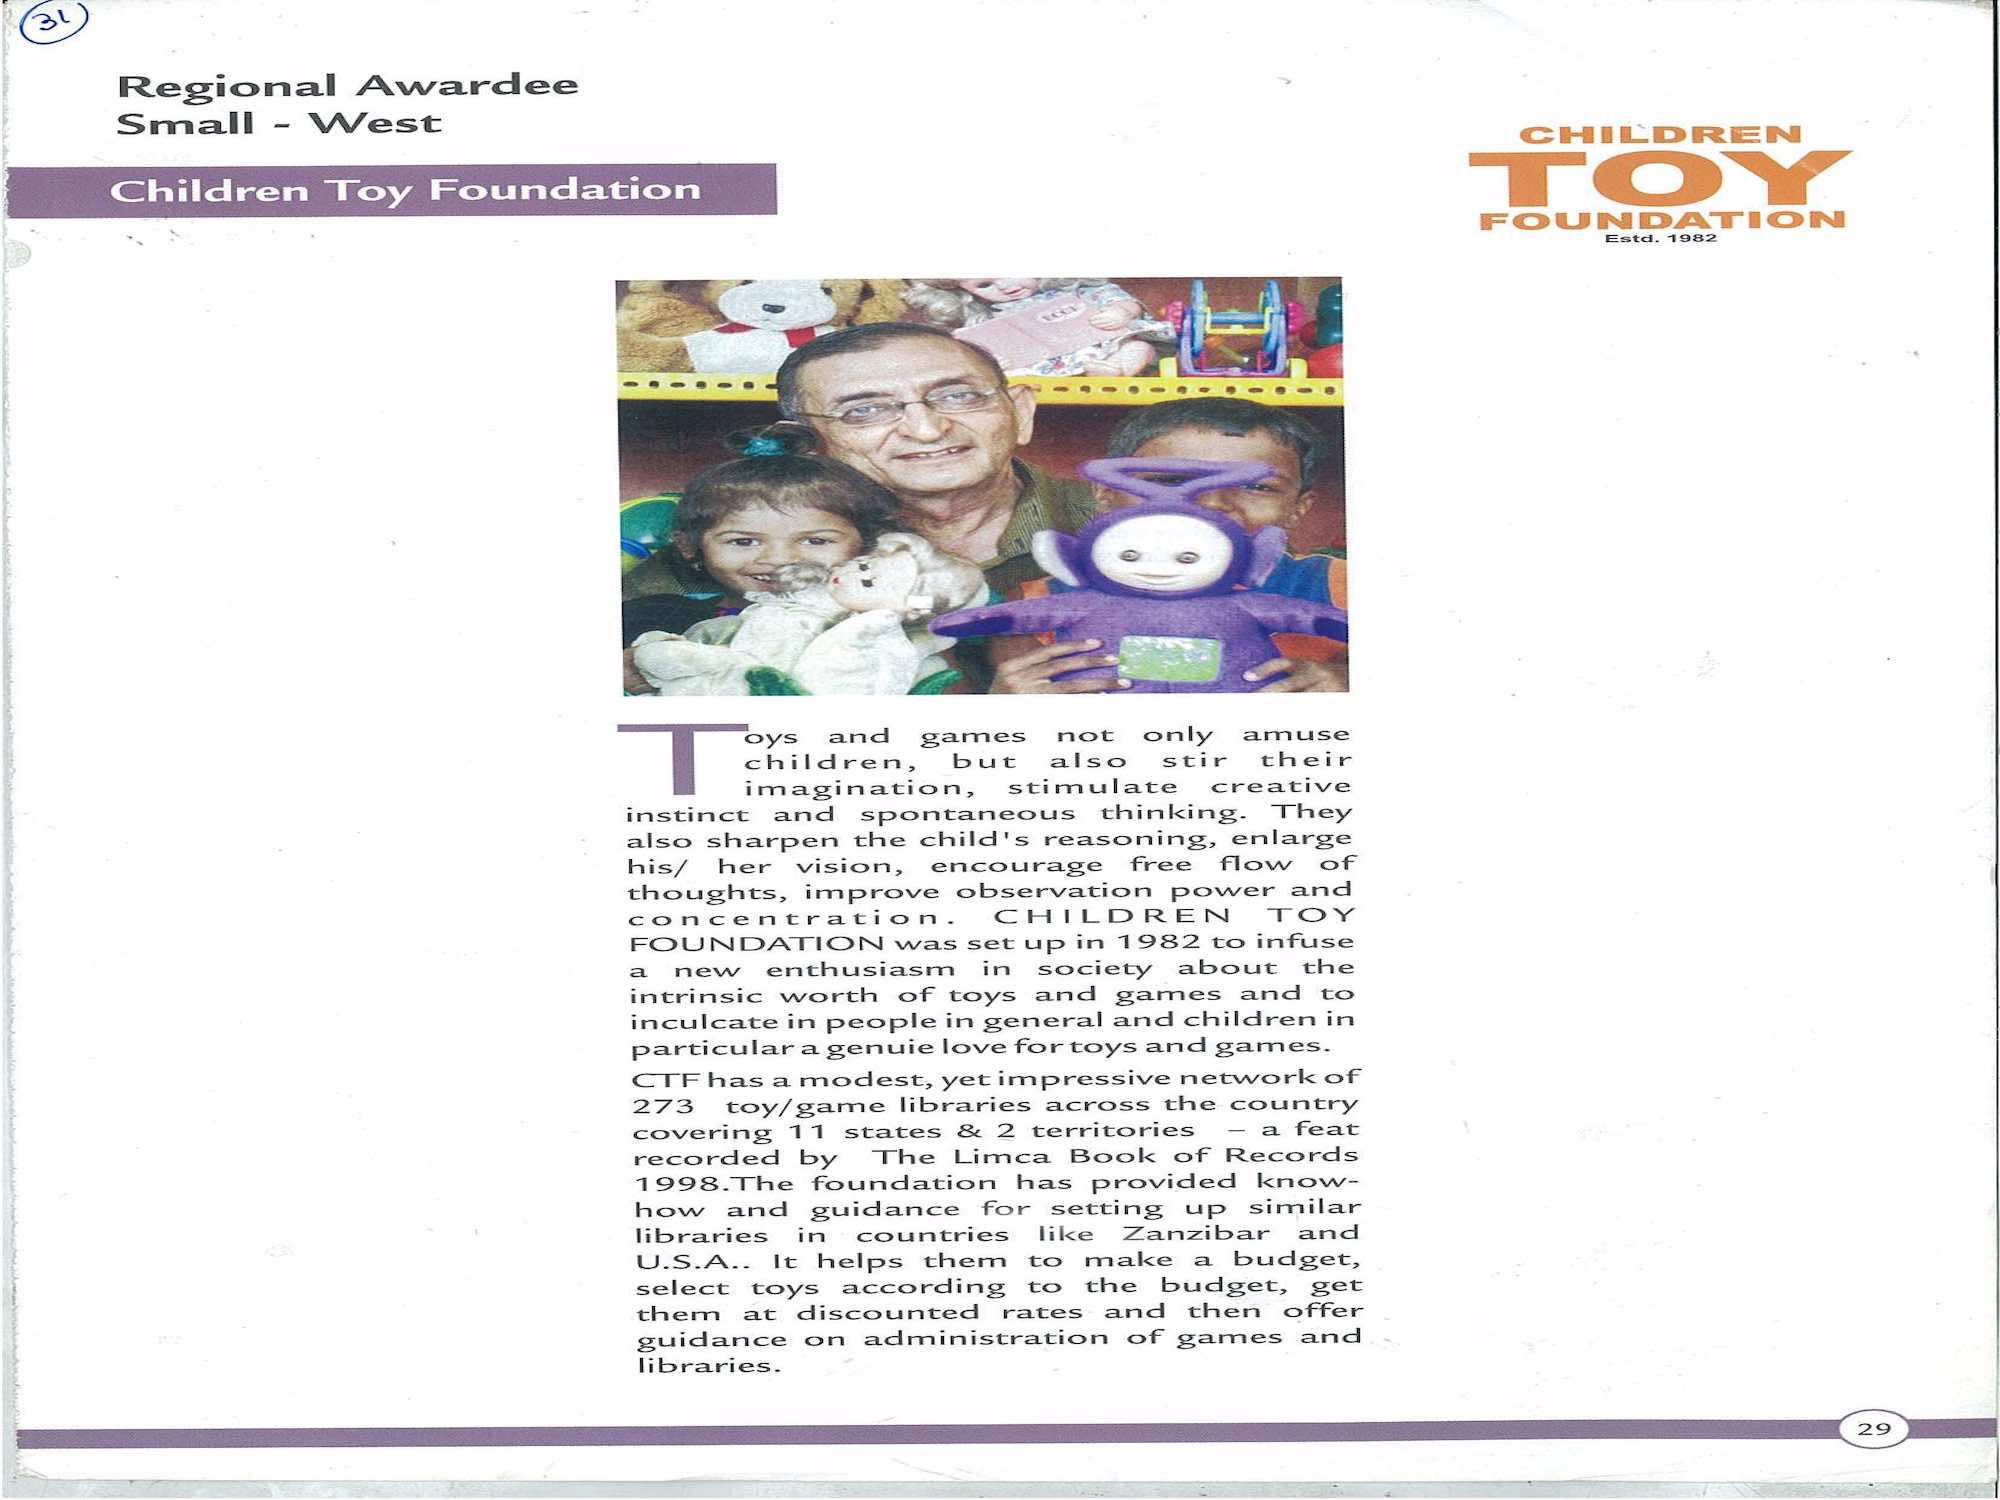 31
Regional Awardee
Small - West
Children Toy Foundation
CHILDREN
TOY
FOUNDATION
Estd. 1982
Toys and games not only amuse
children, but also stir their
imagination, stimulate creative
instinct and spontaneous thinking. They
also sharpen the child's reasoning, enlarge
his/ her vision, encourage free flow of
thoughts, improve observation power and
concentration. CHILDREN TOY
FOUNDATION was set up in 1982 to infuse
a new enthusiasm in society about the
intrinsic worth of toys and games and to
inculcate in people in general and children in
particular a genuie love for toys and games.
CTF has a modest, yet impressive network of
273 toy/game libraries across the country
covering 11 states & 2 territories – a feat
recorded by The Limca Book of Records
1998.The foundation has provided know-
how and guidance for setting up similar
libraries in countries like Zanzibar and
U.S.A.. It helps them to make a budget,
select toys according to the budget, get
them at discounted rates and then offer
guidance on administration of games and
libraries.
29